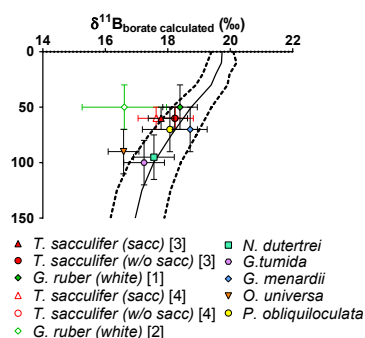 δ11Bborate calculated (‰)
14 16 18 20 22
0
50
100
150
T. sacculifer (sacc) [3]
T. sacculifer (w/o sacc) [3]
G. ruber (white) [1]
T. sacculifer (sacc) [4]
T. sacculifer (w/o sacc) [4]
G. ruber (white) [2]
N. dutertrei
G.tumida
G. menardii
O. universa
P. obliquiloculata